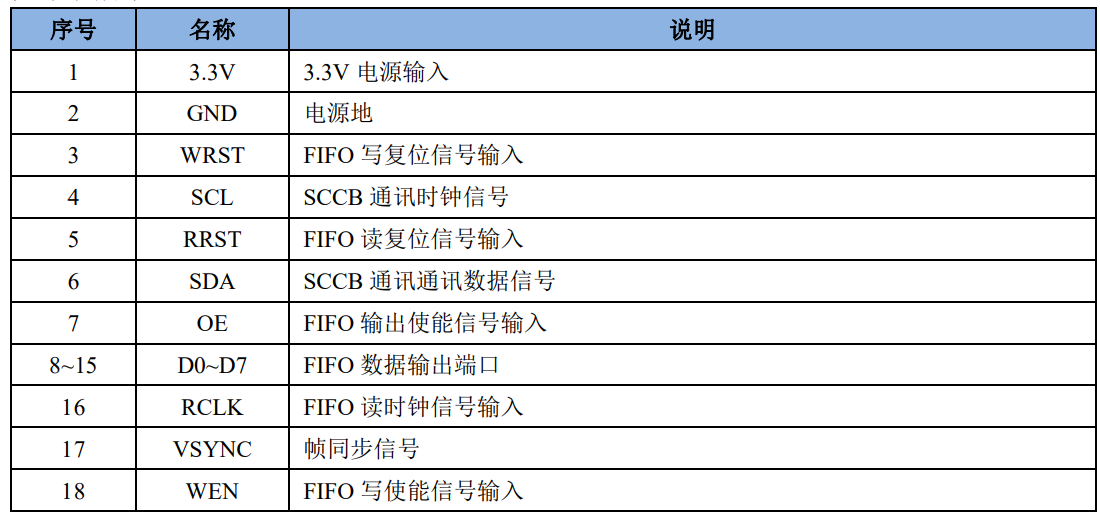 序号 名称 说明
1 3.3V 3.3V 电源输入
2 GND 电源地
3 WRST FIFO 写复位信号输入
4 SCL SCCB 通讯时钟信号
5 RRST FIFO 读复位信号输入
6 SDA SCCB 通讯通讯数据信号
7 OE FIFO 输出使能信号输入
8~15 D0~D7 FIFO 数据输出端口
16 RCLK FIFO 读时钟信号输入
17 VSYNC 帧同步信号
18 WEN FIFO 写使能信号输入